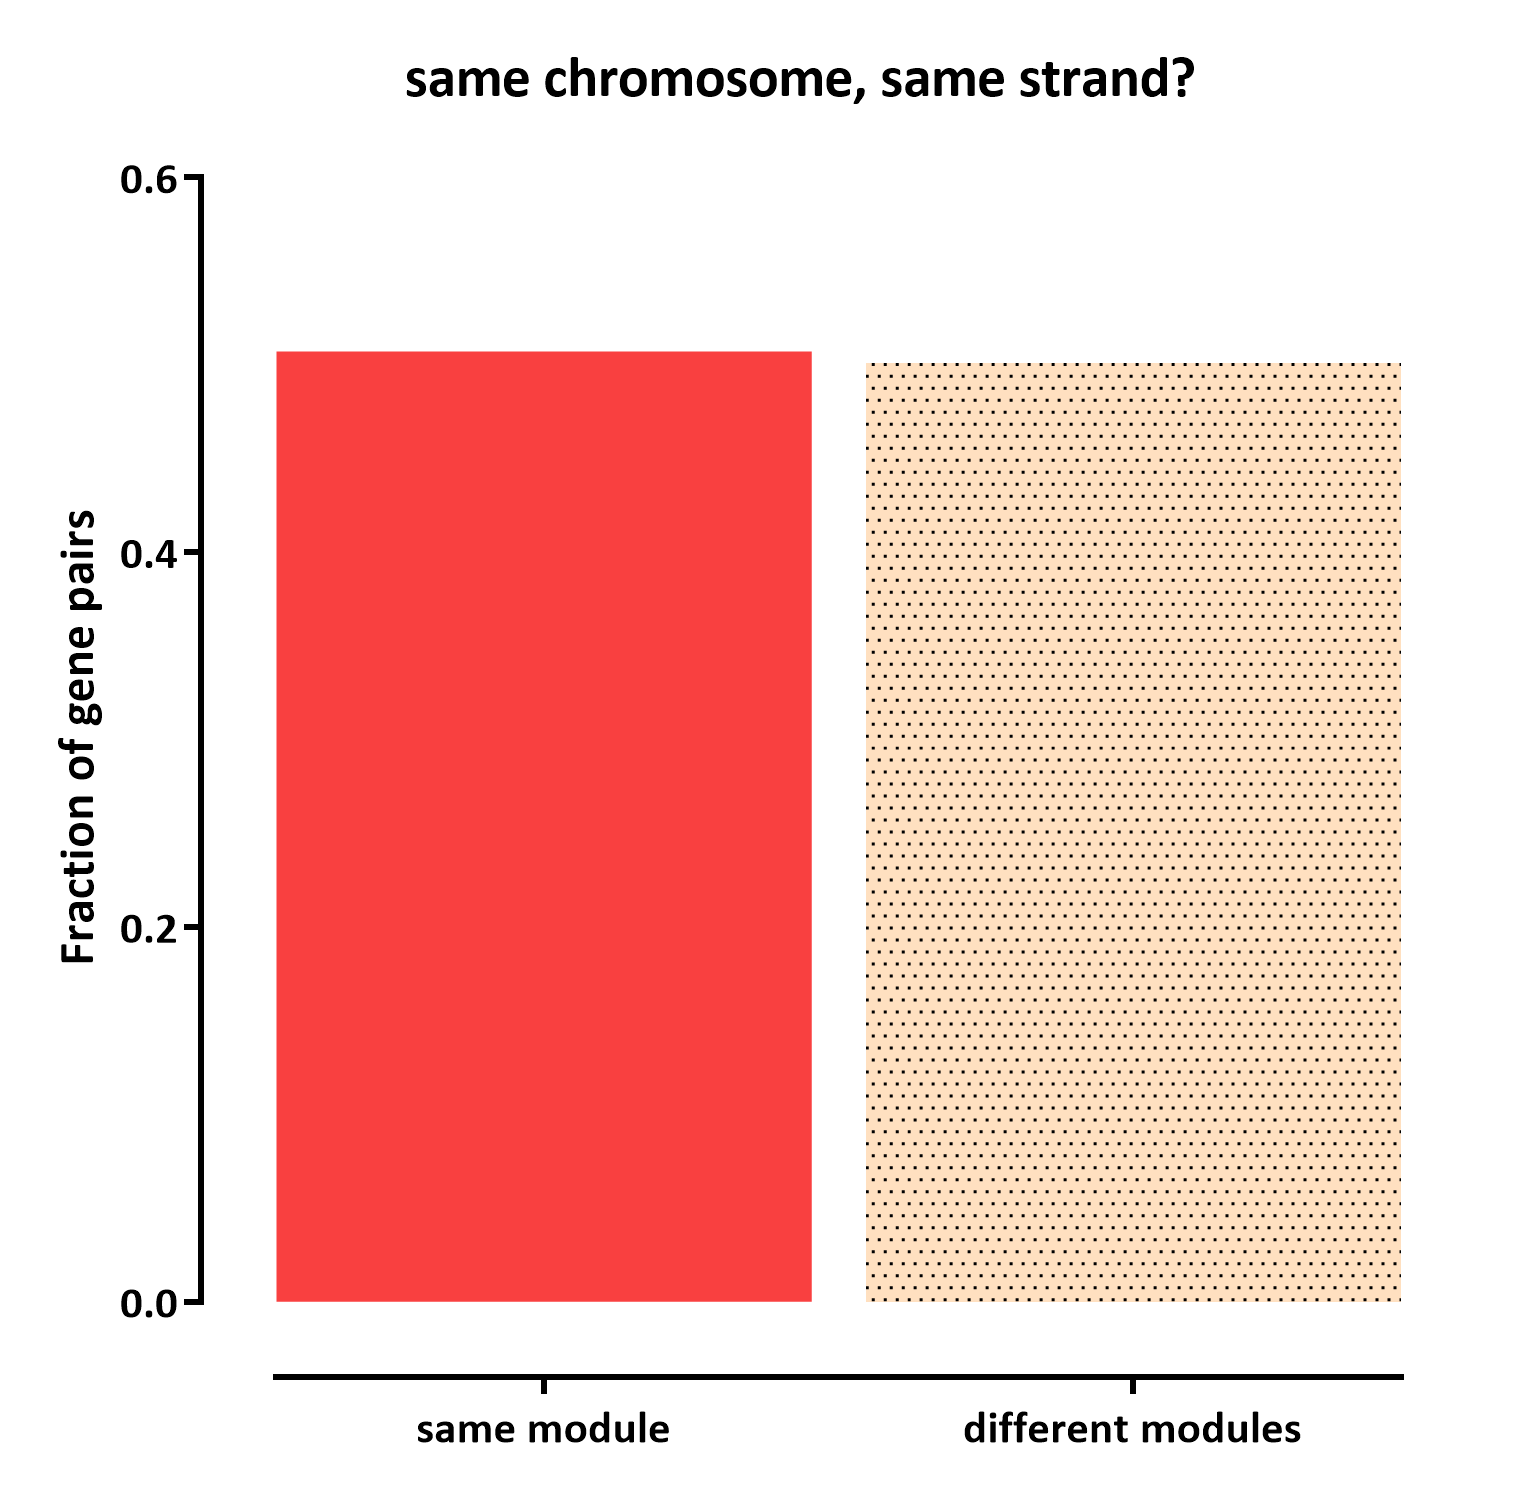 same chromosome, same strand?
0.6
0.4
0.2
0.0
Fraction of gene pairs
same module
different modules